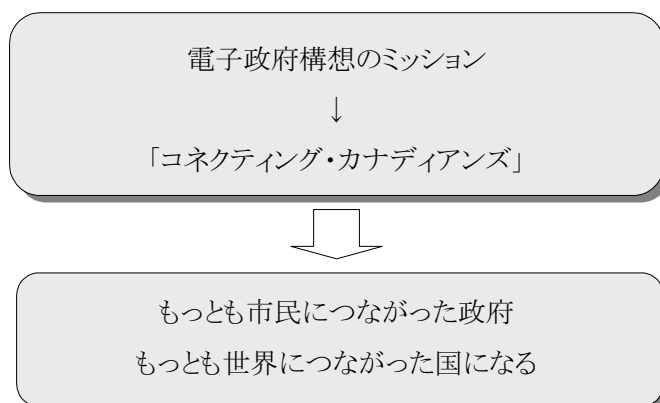 電子政府構想のミッション
↓
「コネクティング・カナディアンズ」
もっとも市民につながった政府
もっとも世界につながった国になる